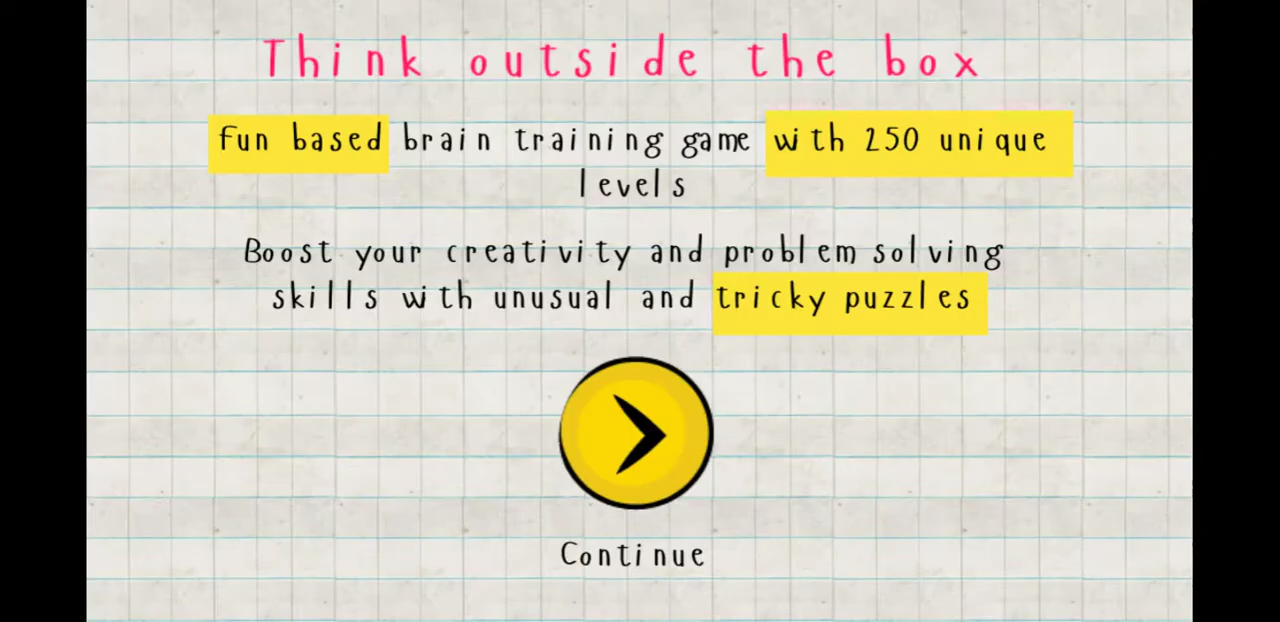 Think outside the box
Fun based brain training game with 250 unique
levels
Boost your creativity and problem solving
skills with unusual and tricky puzzles
Continue